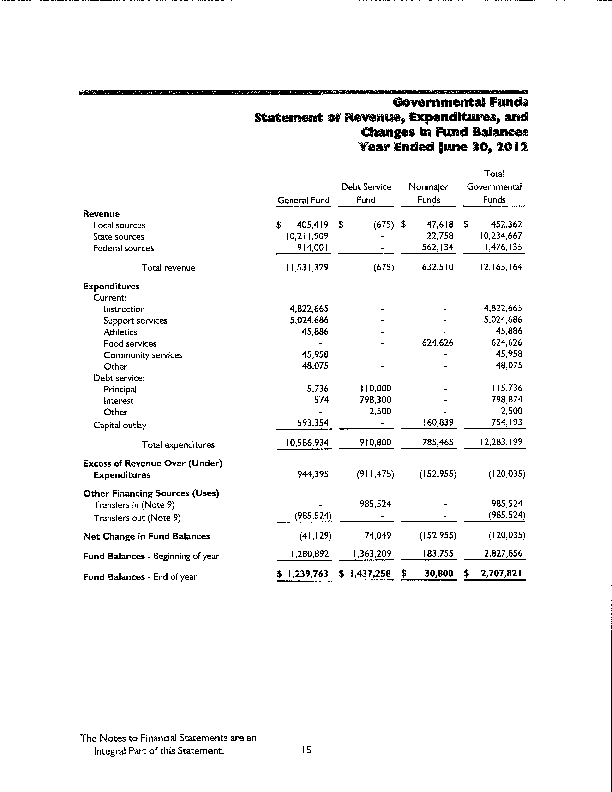 Governmental Funds
Statement of Revenue, Expenditures, and
Changes in Fund Balances
Year Ended June 30, 2012
Total
Debt Service Nonmajor Governmental
General Fund Fund Funds Funds
Revenue
Local sources $ 405,419 $ (675) $ 47,618 $ 452,362
State sources 10,211,909 - 22,758 10,234,667
Federal sources 914,001 - 562,134 1,476,135
Total revenue 11,531,329 (675) 632,510 12,163,164
Expenditures
Current:
Instruction 4,822,665 - - 4,822,665
Support services 5,024,686 - - 5,024,686
Athletics 45,886 - - 45,886
Food services - - 624,626 624,626
Community services 45,958 - 45,958
Other 48,075 - - 48,075
Debt service:
Principal 5,736 110,000 - 115,736
Interest 574 798,300 - 798,874
Other - 2,500 - 2,500
Capital outlay 593,354 - 160,839 754,193
Total expenditures 10,586,934 910,800 785,465 12,283,199
Excess of Revenue Over (Under)
Expenditures 944,395 (911,475) (152,955) (120,035)
Other Financing Sources (Uses)
Transfers in (Note 9) - 985,524 - 985,524
Transfers out (Note 9) (985,524) - - (985,524)
Net Change in Fund Balances (41,129) 74,049 (152,955) (120,035)
Fund Balances - Beginning of year 1,280,892 1,363,209 183,755 2,827,856
Fund Balances - End of year $ 1,239,763 $ 1,437,258 $ 30,800 $ 2,707,821
The Notes to Financial Statements are an
Integral Part of this Statement. 15